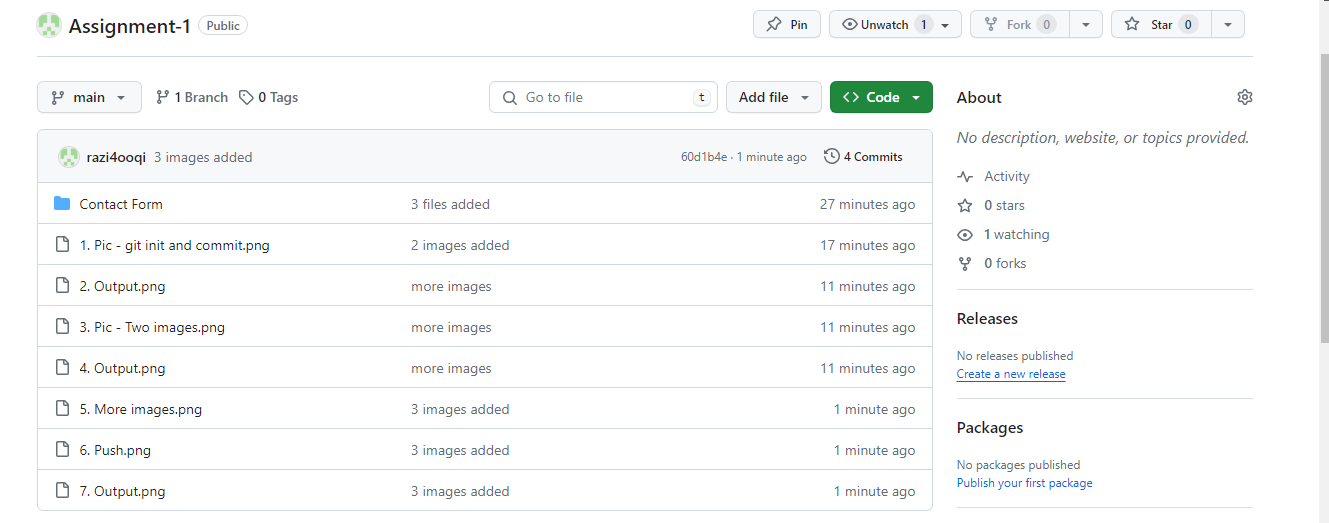 Assignment-1 Public
Pin
Unwatch 1
Fork 0
Star 0
main
1 Branch
0 Tags
Go to file t
Add file
Code
razi4ooqi 3 images added 60d1b4e · 1 minute ago 4 Commits
Contact Form 3 files added 27 minutes ago
1. Pic - git init and commit.png 2 images added 17 minutes ago
2. Output.png more images 11 minutes ago
3. Pic - Two images.png more images 11 minutes ago
4. Output.png more images 11 minutes ago
5. More images.png 3 images added 1 minute ago
6. Push.png 3 images added 1 minute ago
7. Output.png 3 images added 1 minute ago
About
No description, website, or topics provided.
Activity
0 stars
1 watching
0 forks
Releases
No releases published
Create a new release
Packages
No packages published
Publish your first package